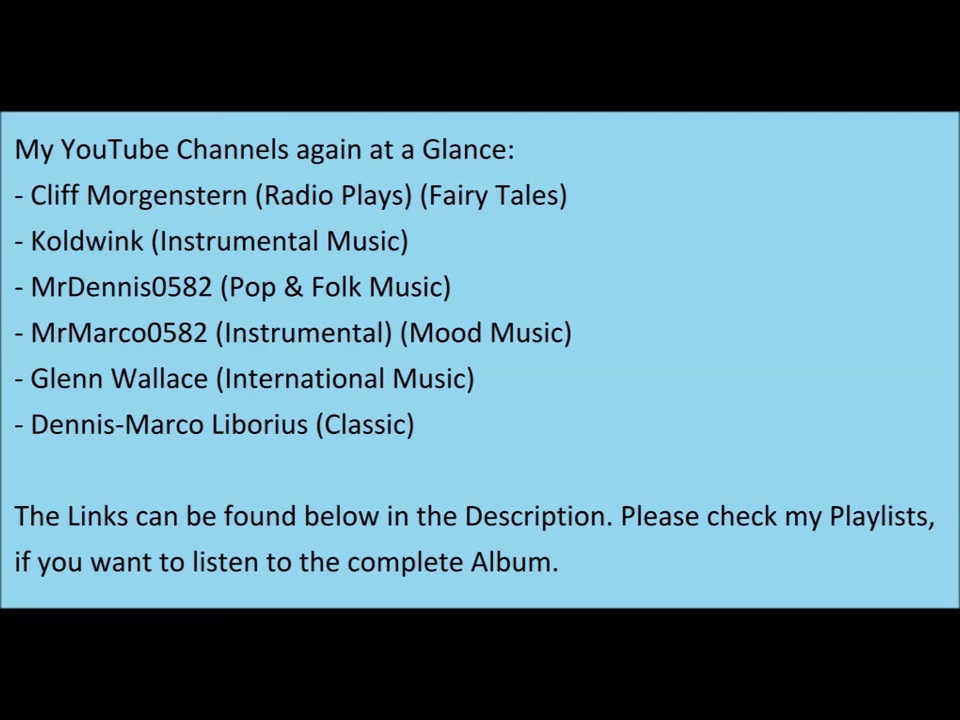 My YouTube Channels again at a Glance:
- Cliff Morgenstern (Radio Plays) (Fairy Tales)
- Koldwink (Instrumental Music)
- MrDennis0582 (Pop & Folk Music)
- MrMarco0582 (Instrumental) (Mood Music)
- Glenn Wallace (International Music)
- Dennis-Marco Liborius (Classic)
The Links can be found below in the Description. Please check my Playlists,
if you want to listen to the complete Album.